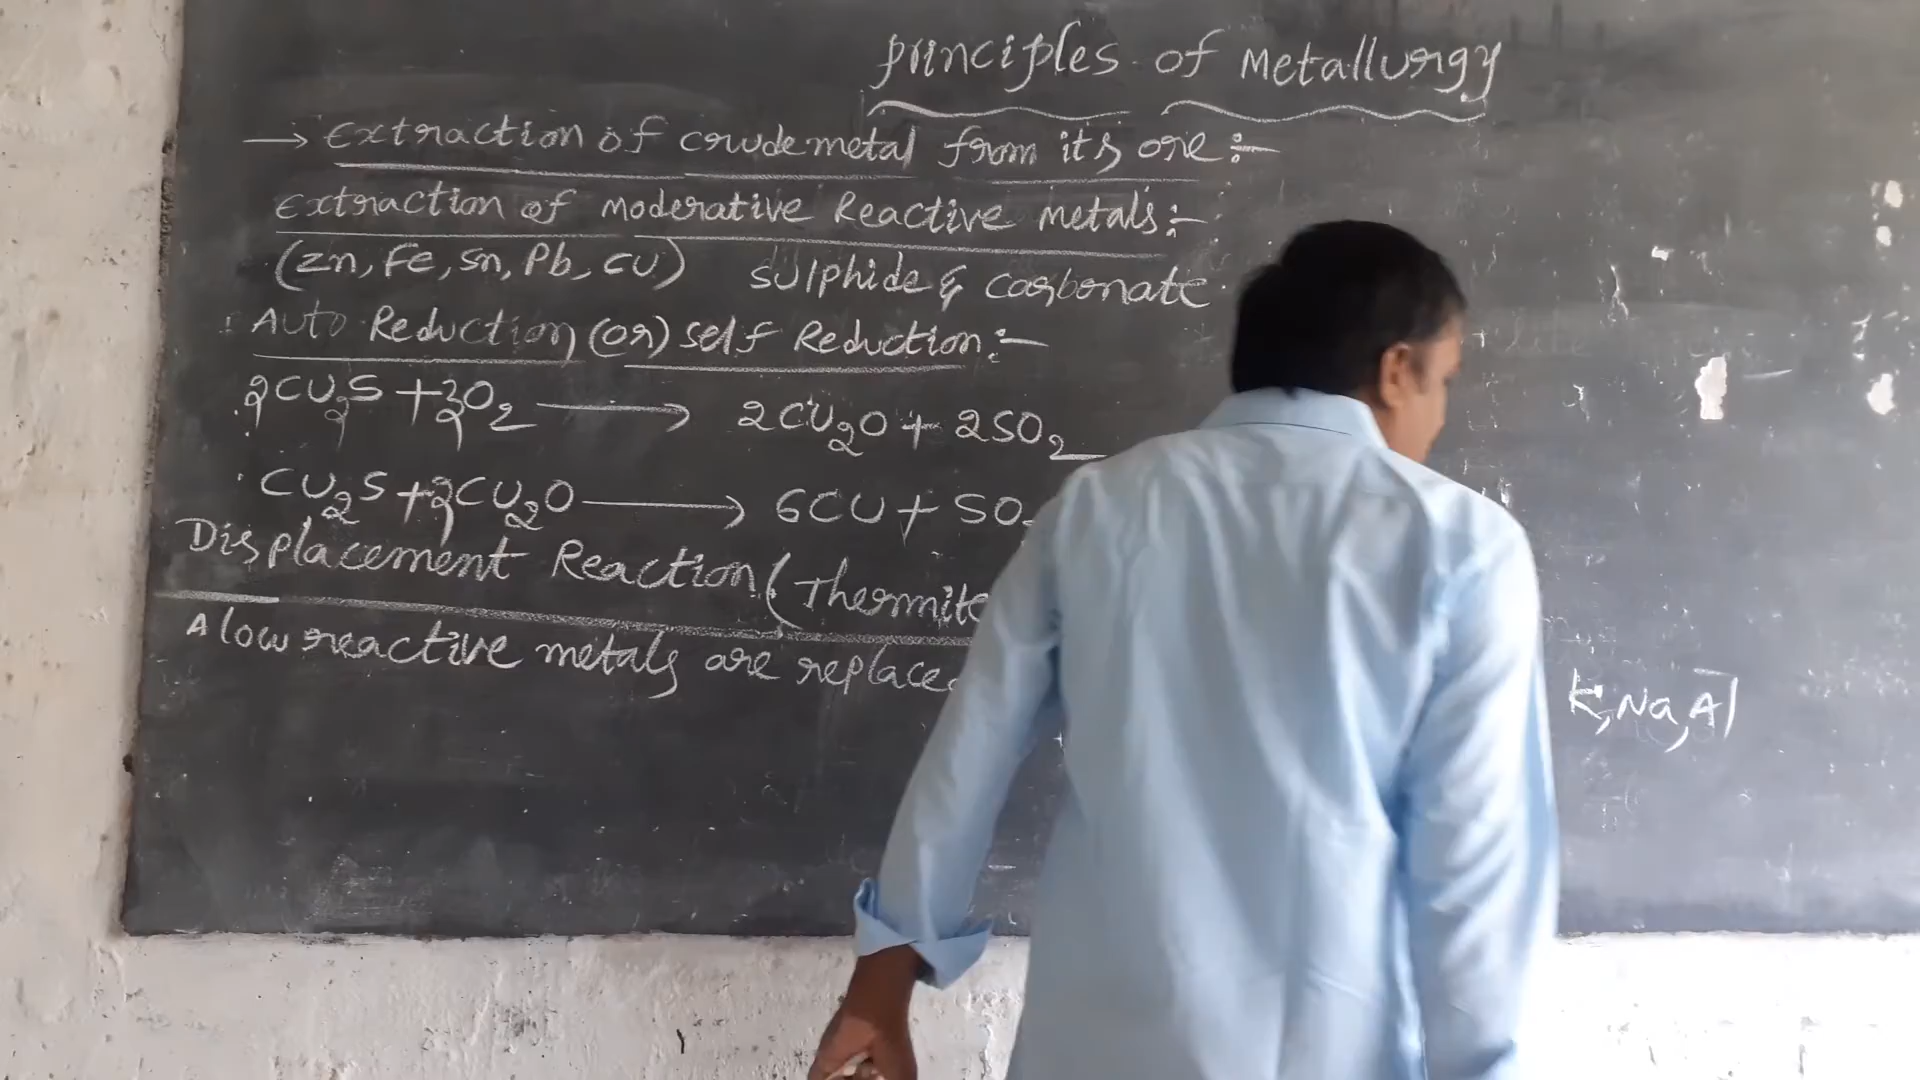 Principles of Metallurgy
→ Extraction of crude metal from its ore :-
Extraction of moderative Reactive metals :-
(Zn, Fe, Sn, Pb, Cu) sulphide & carbonate
Auto Reduction (or) self Reduction :-
2Cu₂S + 3O₂ → 2Cu₂O + 2SO₂
Cu₂S + 2Cu₂O → 6Cu + SO₂
Displacement Reaction (Thermite
A low reactive metals are replaced
K, Na, Al